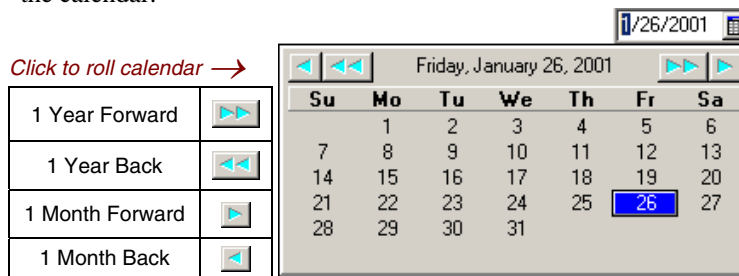 the calendar.
1/26/2001
Click to roll calendar
1 Year Forward
1 Year Back
1 Month Forward
1 Month Back
Friday, January 26, 2001
Su Mo Tu We Th Fr Sa
1 2 3 4 5 6
7 8 9 10 11 12 13
14 15 16 17 18 19 20
21 22 23 24 25 26 27
28 29 30 31